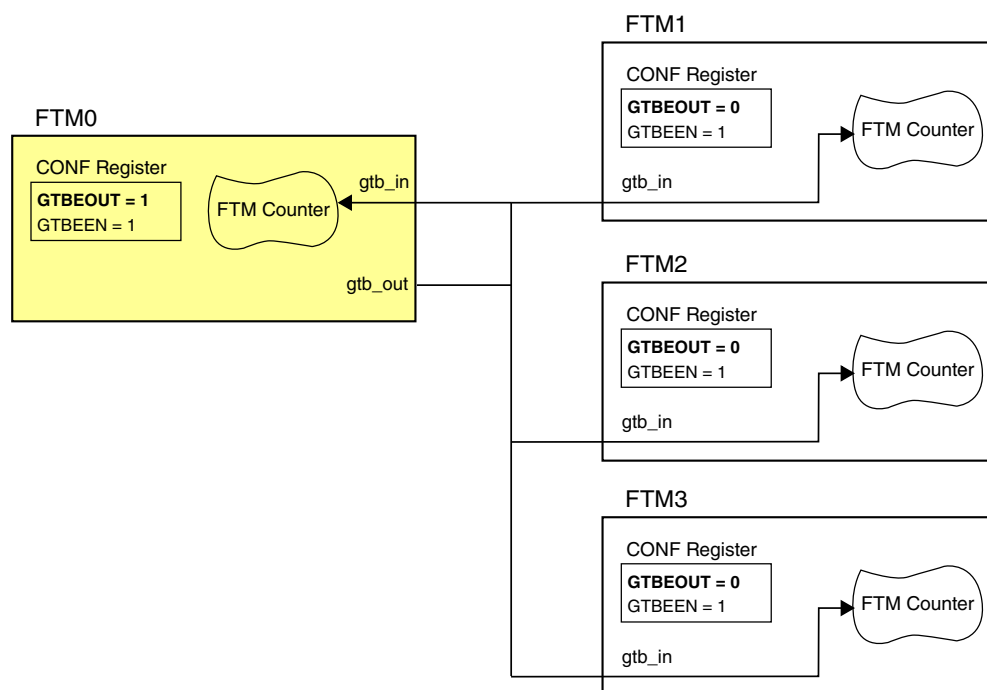 FTM0
CONF Register
GTBEOUT = 1
GTBEEN = 1
FTM Counter
gtb_in
gtb_out
FTM1
CONF Register
GTBEOUT = 0
GTBEEN = 1
FTM Counter
gtb_in
FTM2
CONF Register
GTBEOUT = 0
GTBEEN = 1
FTM Counter
gtb_in
FTM3
CONF Register
GTBEOUT = 0
GTBEEN = 1
FTM Counter
gtb_in